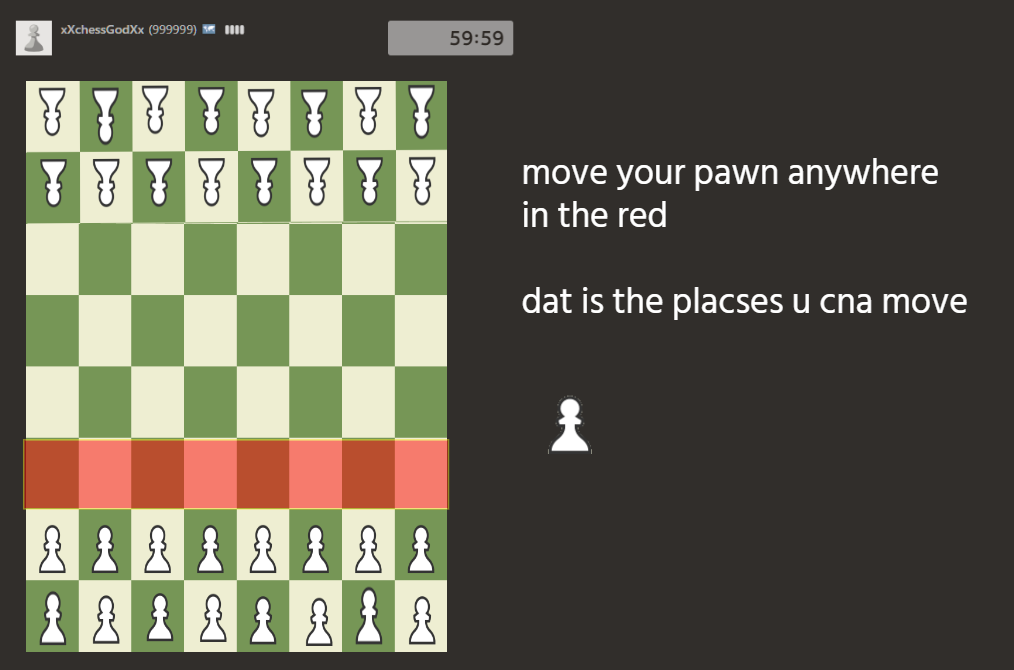 xXchessGodXx (999999)
59:59
move your pawn anywhere
in the red
dat is the placses u cna move